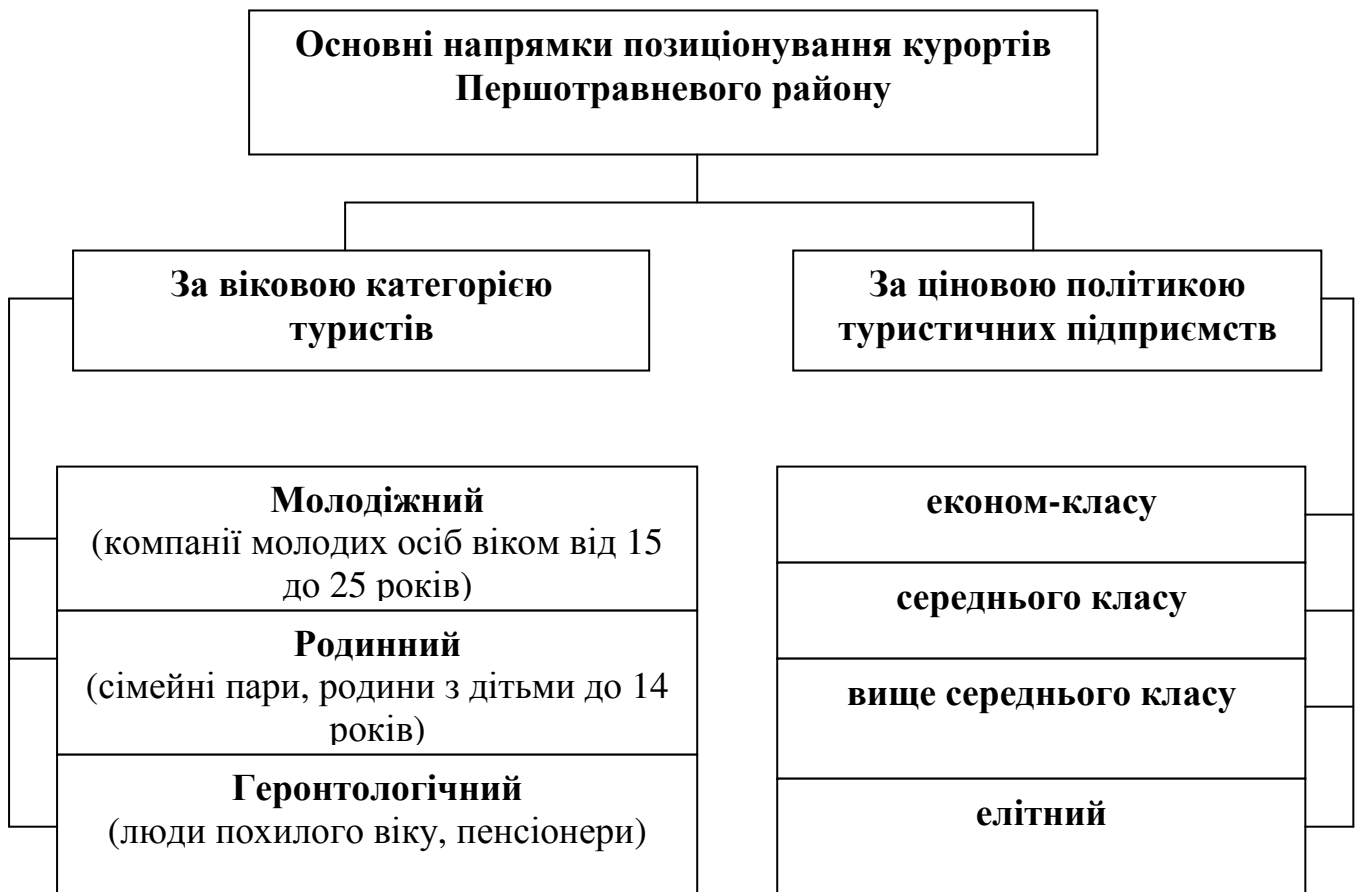 Основні напрямки позиціонування курортів
Першотравневого району
За віковою категорією
туристів
За ціновою політикою
туристичних підприємств
Молодіжний
(компанії молодих осіб віком від 15
до 25 років)
Родинний
(сімейні пари, родини з дітьми до 14
років)
Геронтологічний
(люди похилого віку, пенсіонери)
економ-класу
середнього класу
вище середнього класу
елітний